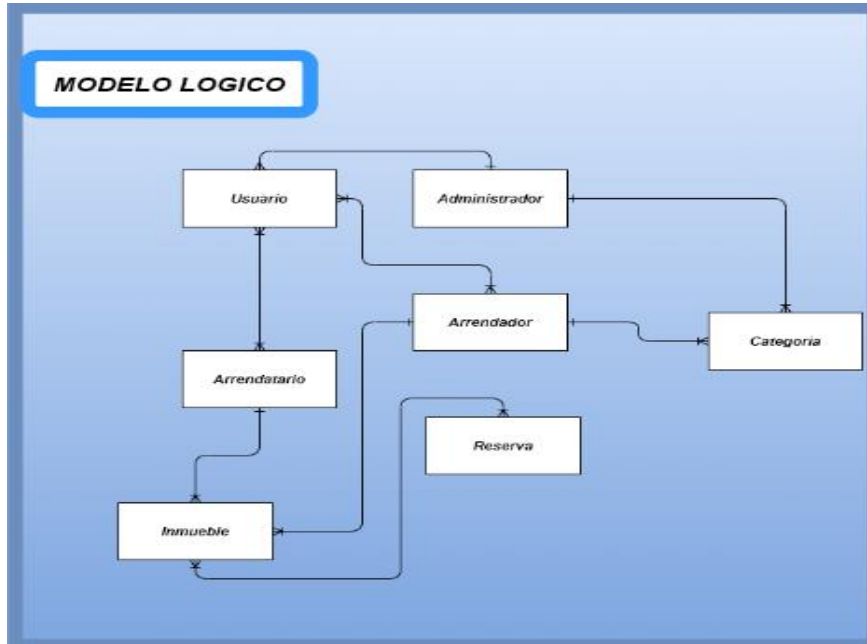 MODELO LOGICO
Usuario
Administrador
Arrendador
Categoria
Arrendatario
Reserva
Inmueble